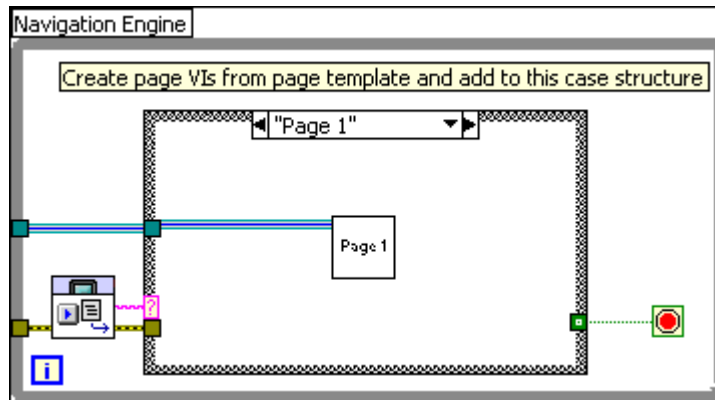 Navigation Engine
Create page VIs from page template and add to this case structure
"Page 1"
Page 1
?
i